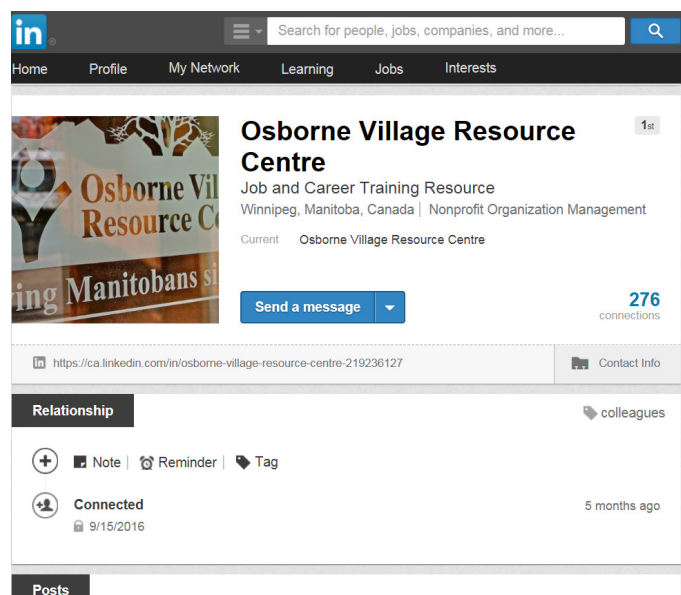 in
Search for people, jobs, companies, and more...
Home Profile My Network Learning Jobs Interests
Osborne Village Resource
Centre
1st
Job and Career Training Resource
Winnipeg, Manitoba, Canada | Nonprofit Organization Management
Current Osborne Village Resource Centre
Osborne Vil
Resource C
ing Manitobans si
Send a message
276
connections
in https://ca.linkedin.com/in/osborne-village-resource-centre-219236127
Contact Info
Relationship
colleagues
Note | Reminder | Tag
Connected
5 months ago
9/15/2016
Posts